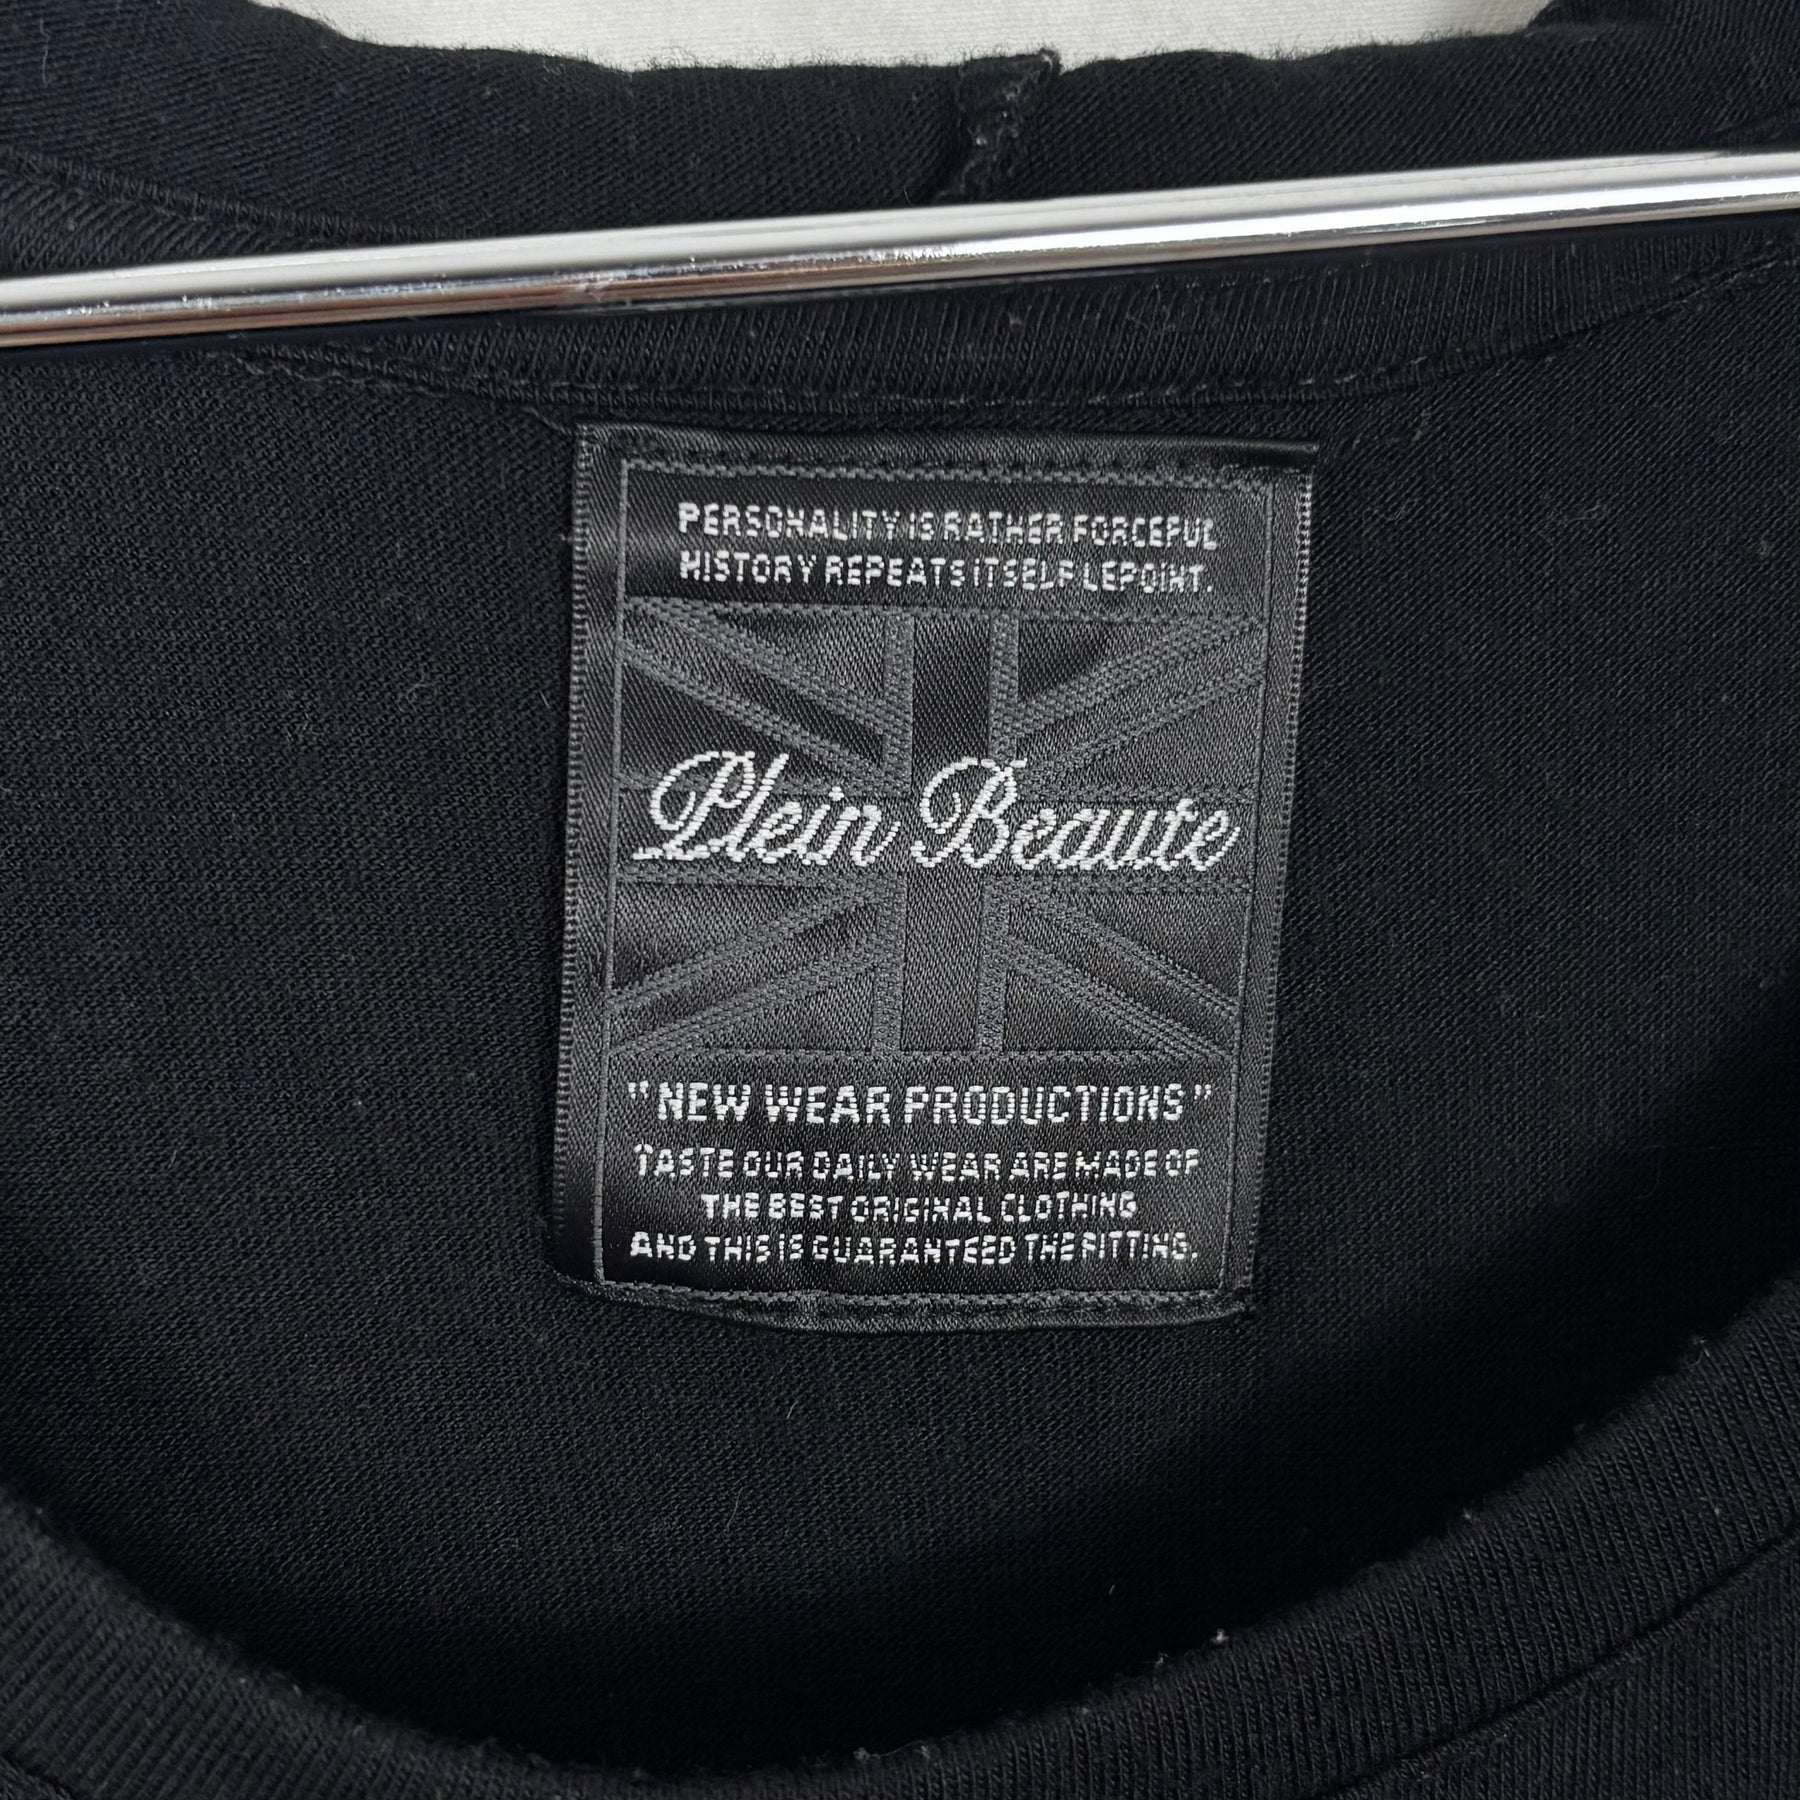 PERSONALITY IS RATHER FORCEFUL
HISTORY REPEATS ITSELF LEPOINT.
Plein Beaute
"NEW WEAR PRODUCTIONS"
TASTE OUR DAILY WEAR ARE MADE OF
THE BEST ORIGINAL CLOTHING
AND THIS IS GUARANTEED THE FITTING.